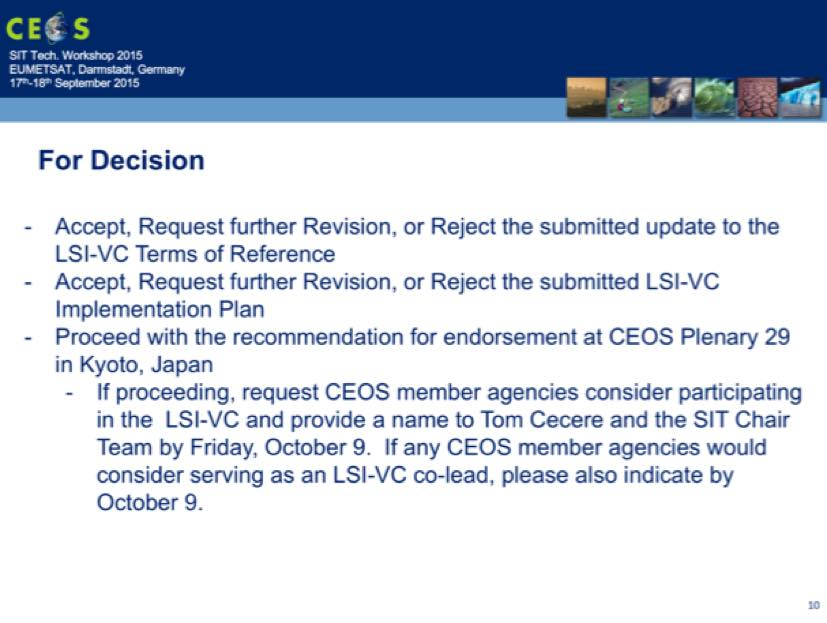 CEOS
SIT Tech. Workshop 2015
EUMETSAT, Darmstadt, Germany
17th-18th September 2015
For Decision
- Accept, Request further Revision, or Reject the submitted update to the
LSI-VC Terms of Reference
- Accept, Request further Revision, or Reject the submitted LSI-VC
Implementation Plan
- Proceed with the recommendation for endorsement at CEOS Plenary 29
in Kyoto, Japan
- If proceeding, request CEOS member agencies consider participating
in the LSI-VC and provide a name to Tom Cecere and the SIT Chair
Team by Friday, October 9. If any CEOS member agencies would
consider serving as an LSI-VC co-lead, please also indicate by
October 9.
10